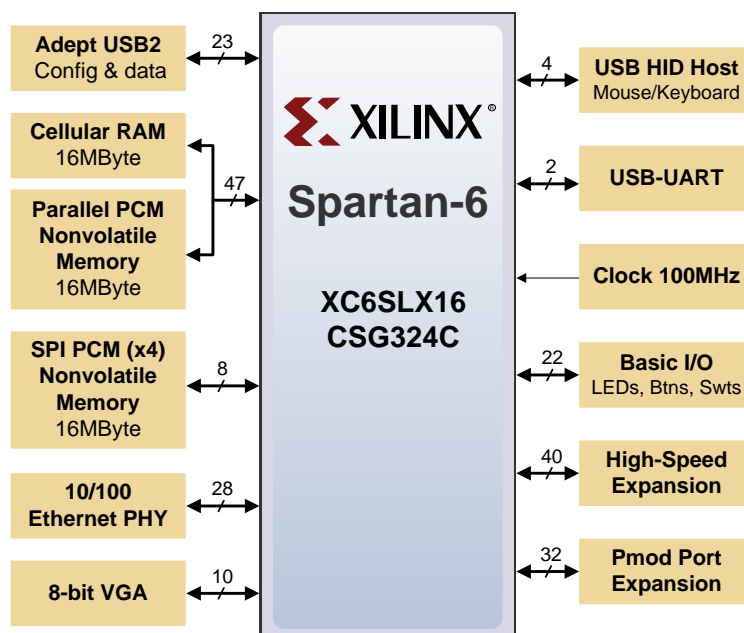 Adept USB2
Config & data
23
Cellular RAM
16MByte
47
Parallel PCM
Nonvolatile
Memory
16MByte
SPI PCM (x4)
Nonvolatile
Memory
16MByte
8
10/100
Ethernet PHY
28
8-bit VGA
10
XILINX®
Spartan-6
XC6SLX16
CSG324C
4
USB HID Host
Mouse/Keyboard
2
USB-UART
Clock 100MHz
22
Basic I/O
LEDs, Btns, Swts
40
High-Speed
Expansion
32
Pmod Port
Expansion